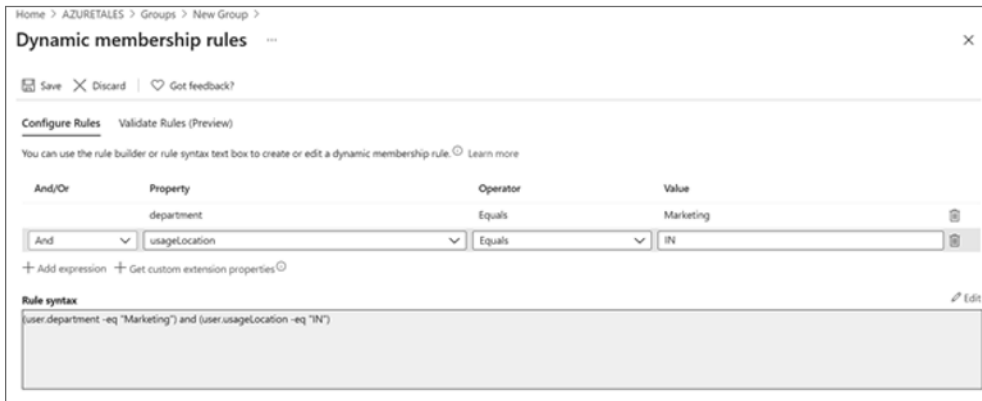 Home > AZURETALES > Groups > New Group >
Dynamic membership rules ...
Save Discard Got feedback?
Configure Rules Validate Rules (Preview)
You can use the rule builder or rule syntax text box to create or edit a dynamic membership rule. Learn more
And/Or Property Operator Value
department Equals Marketing
And usageLocation Equals IN
+ Add expression + Get custom extension properties
Rule syntax Edit
(user.department -eq "Marketing") and (user.usageLocation -eq "IN")